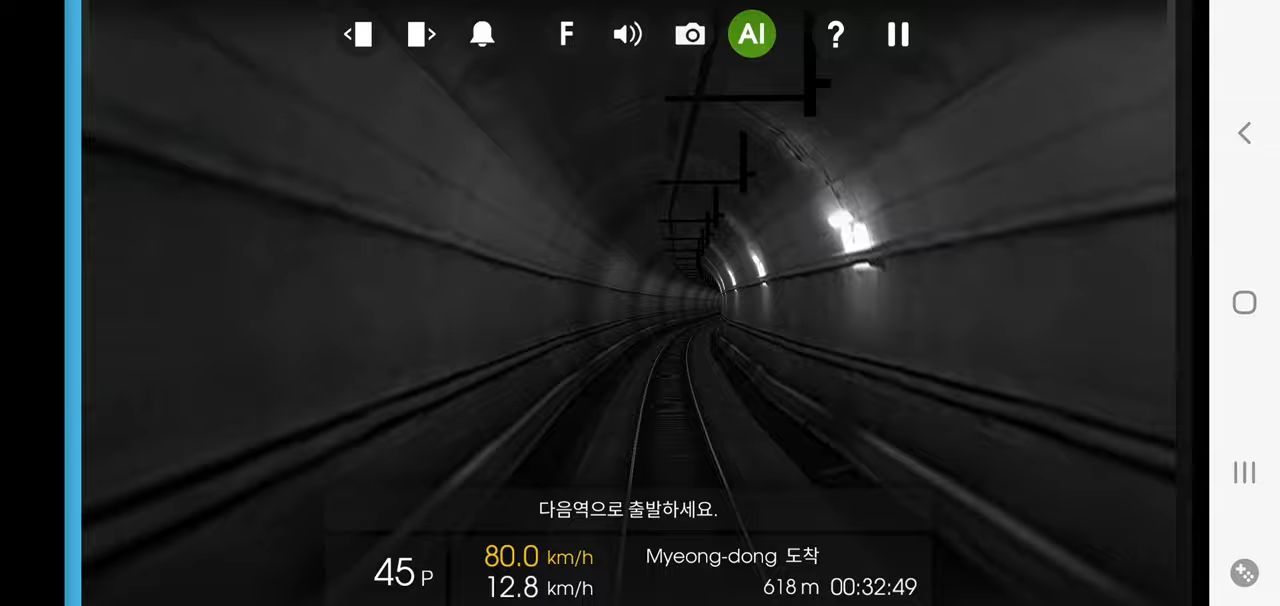 F AI ?
다음역으로 출발하세요.
45 P
80.0 km/h
12.8 km/h
Myeong-dong 도착
618 m 00:32:49